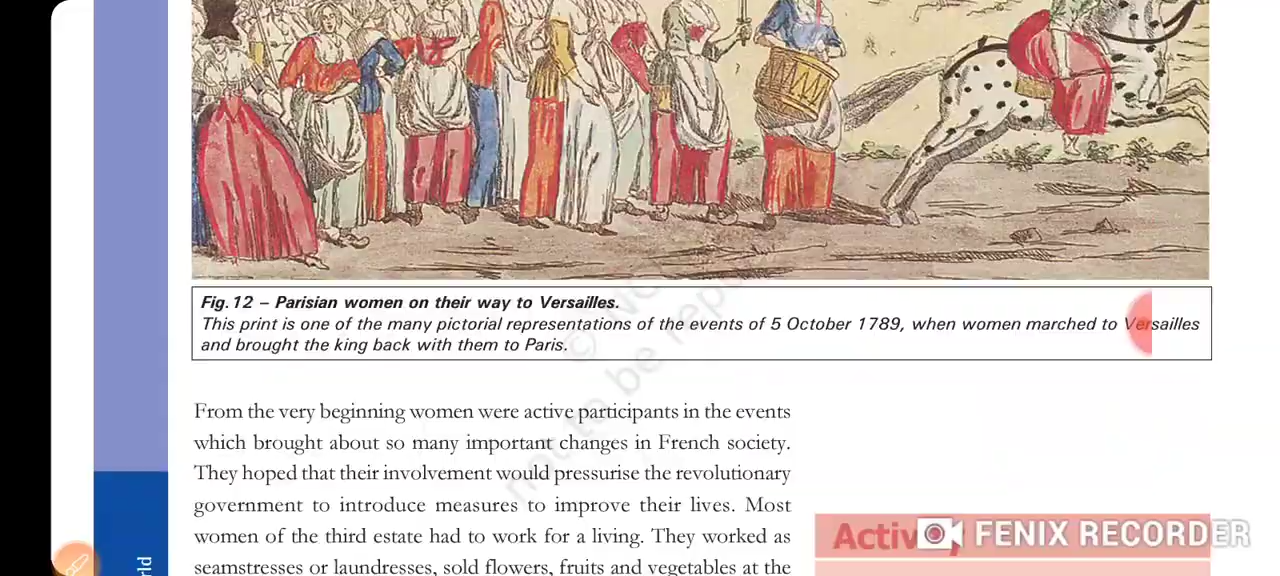 Fig.12 – Parisian women on their way to Versailles.
This print is one of the many pictorial representations of the events of 5 October 1789, when women marched to Versailles
and brought the king back with them to Paris.
From the very beginning women were active participants in the events
which brought about so many important changes in French society.
They hoped that their involvement would pressurise the revolutionary
government to introduce measures to improve their lives. Most
women of the third estate had to work for a living. They worked as
seamstresses or laundresses, sold flowers, fruits and vegetables at the
FENIX RECORDER
not to be repu